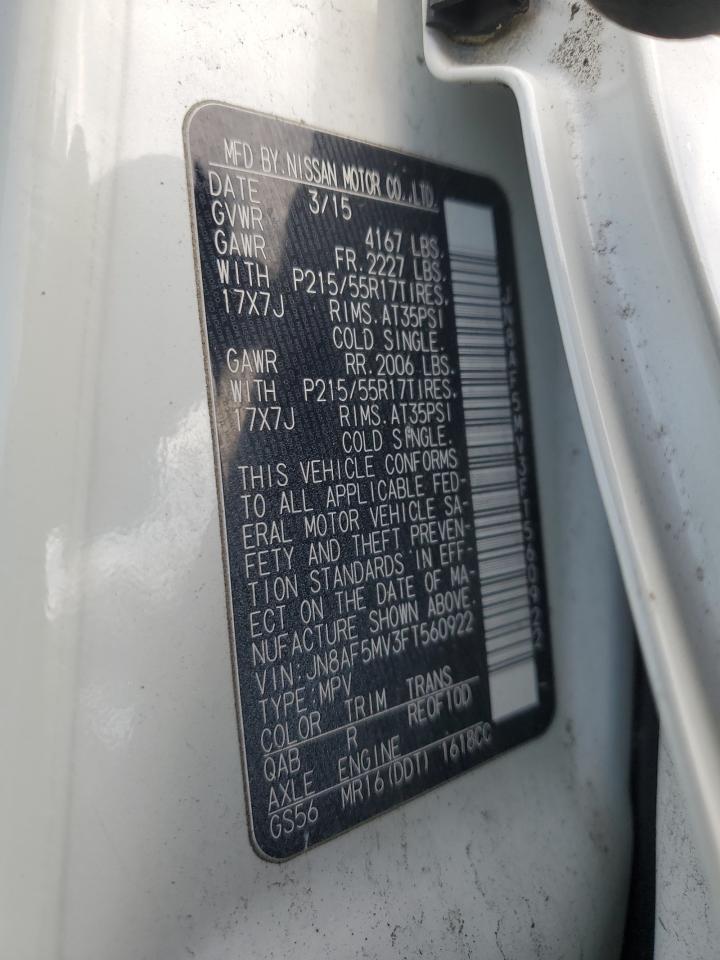 MFD BY.NISSAN MOTOR CO.,LTD.
DATE 3/15
GVWR 4167 LBS.
GAWR FR.2227 LBS.
WITH P215/55R17TIRES.
17X7J RIMS.AT35PSI
COLD SINGLE.
GAWR RR.2006 LBS.
WITH P215/55R17TIRES.
17X7J RIMS.AT35PSI
COLD SINGLE.
THIS VEHICLE CONFORMS
TO ALL APPLICABLE FED-
ERAL MOTOR VEHICLE SA-
FETY AND THEFT PREVEN-
TION STANDARDS IN EFF-
ECT ON THE DATE OF MA-
NUFACTURE SHOWN ABOVE.
VIN:JN8AF5MV3FT560922
TYPE:MPV
COLOR TRIM TRANS
QAB R REOF10D
AXLE ENGINE
GS56 MR16(DDT) 1618CC
JN8AF5MV3FT560922